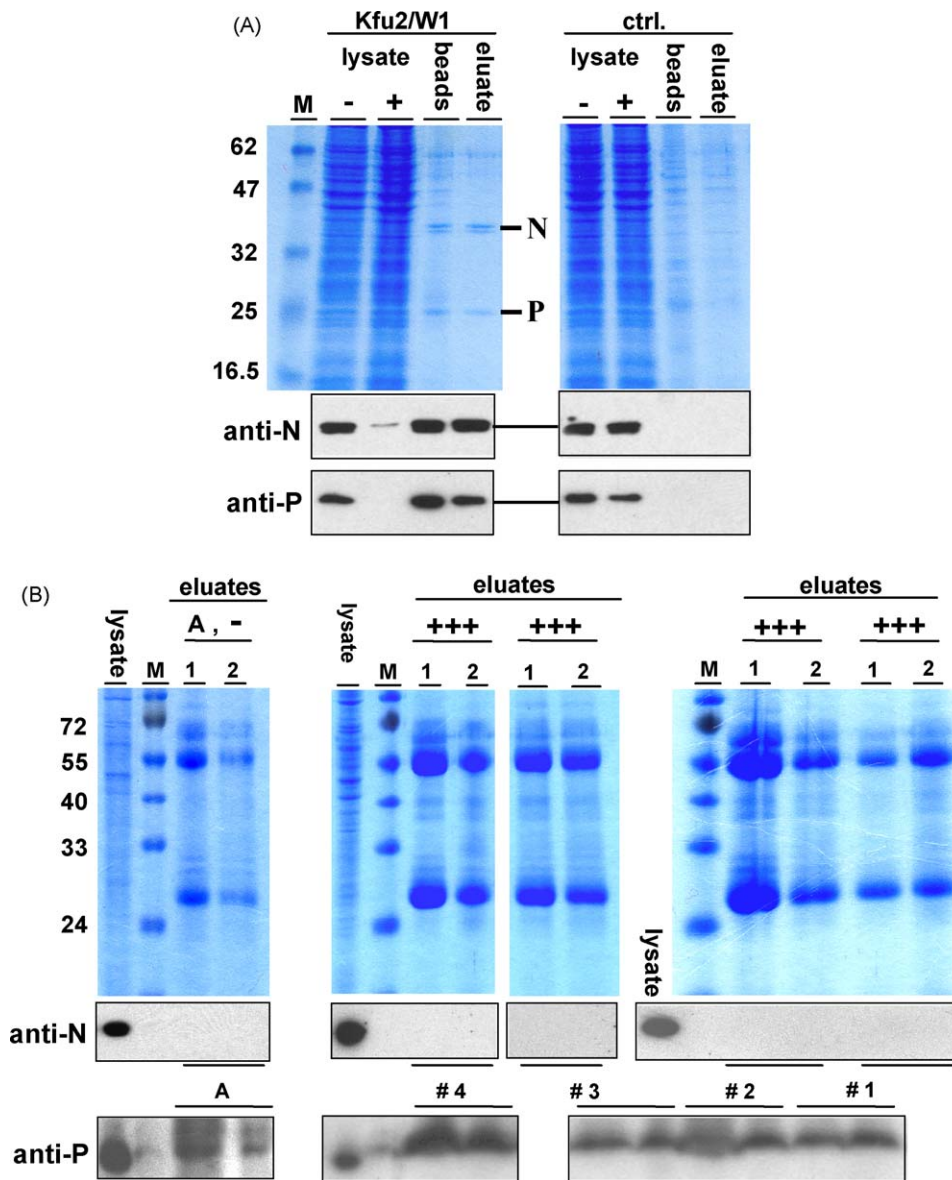 (A)
Kfu2/W1 ctrl.
lysate beads eluate lysate beads eluate
M - + - +
62
47
N
32
P
25
16.5
anti-N
anti-P
(B)
eluates eluates eluates
lysate A , - lysate +++ +++ +++ +++
M 1 2 M 1 2 1 2 M 1 2 1 2
72
55
40
33
24
lysate
anti-N
A # 4 # 3 # 2 # 1
anti-P